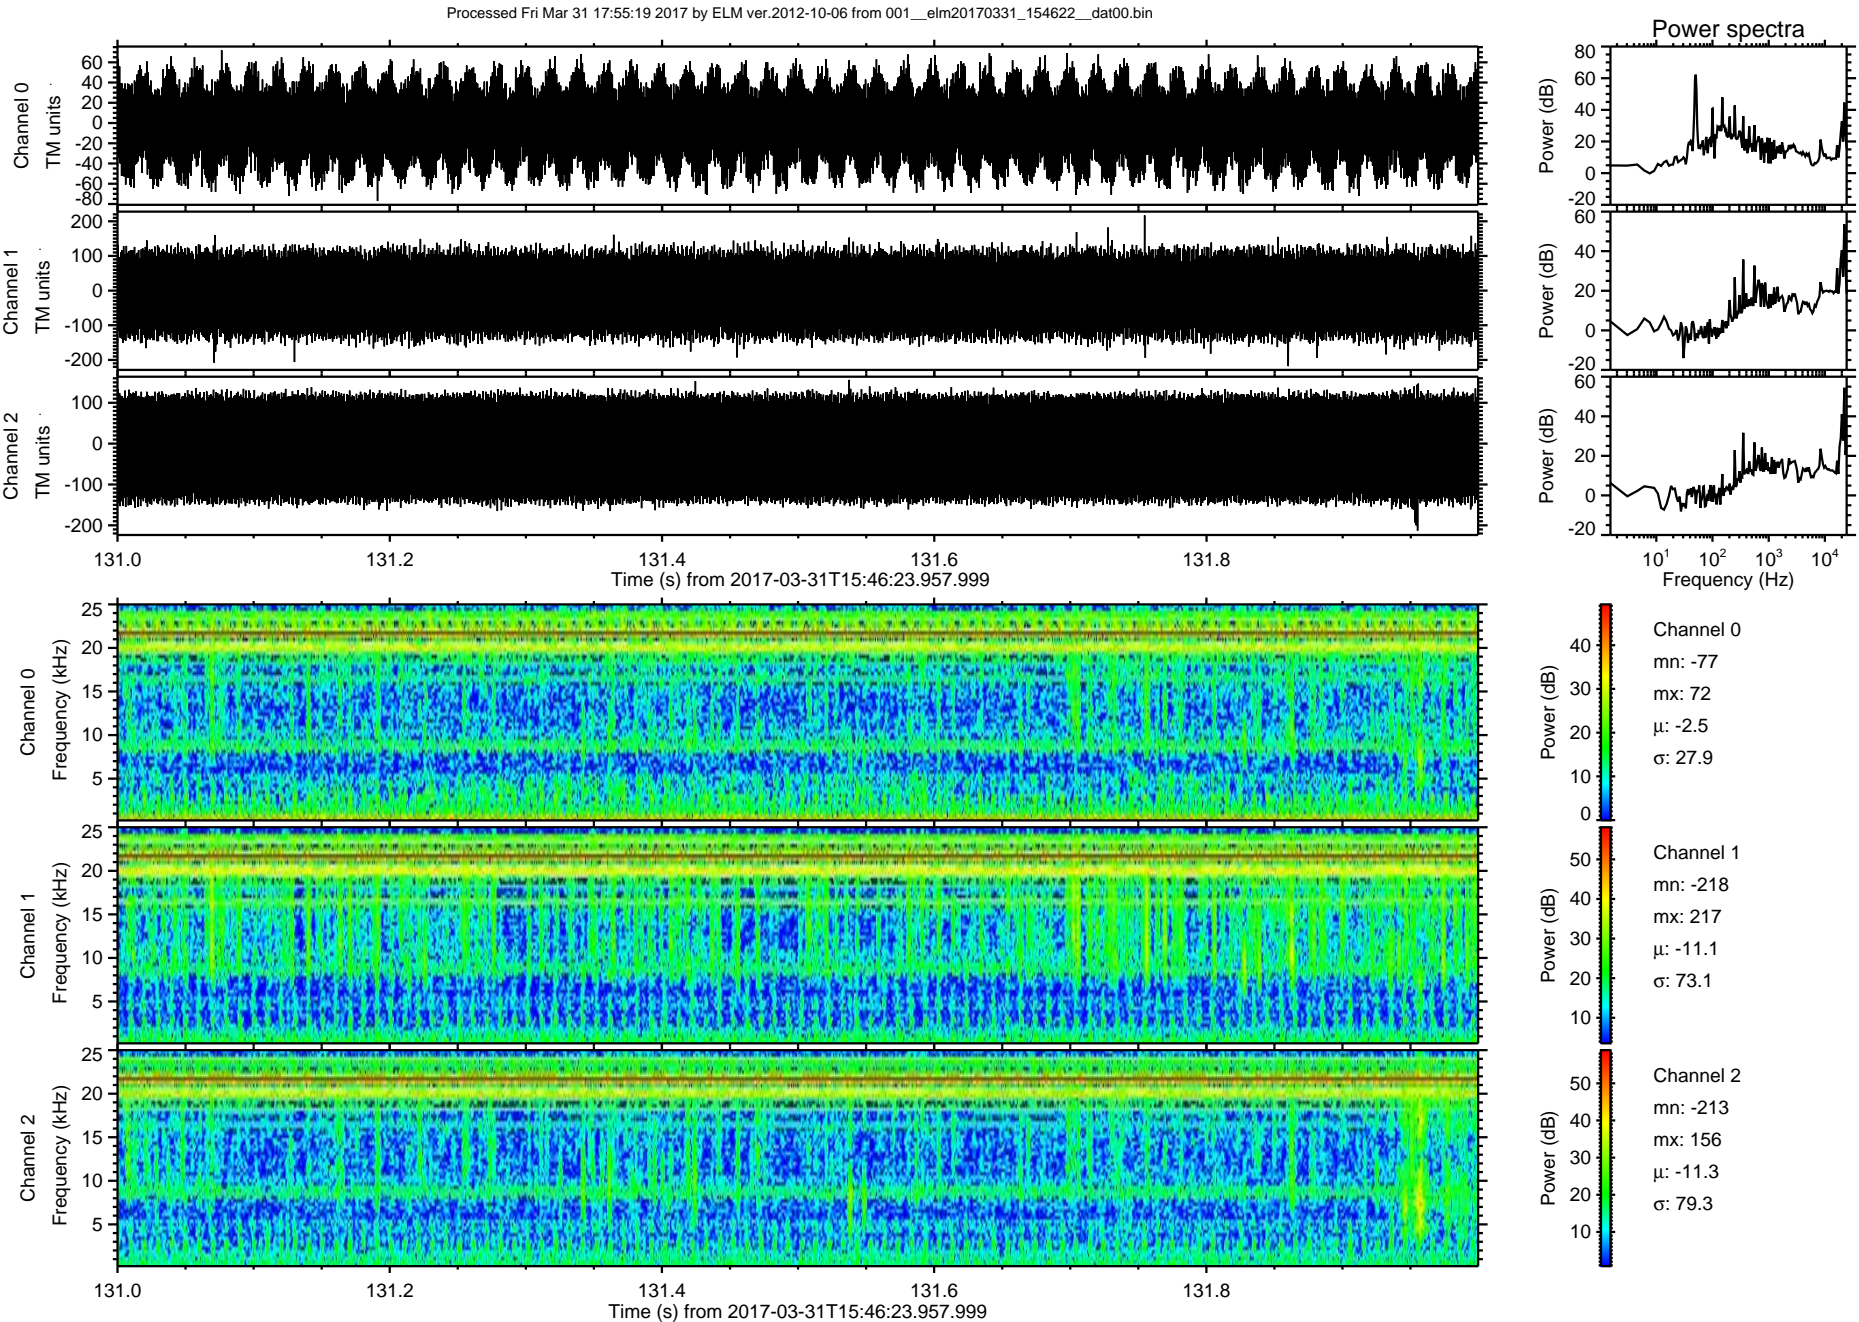 Processed Fri Mar 31 17:55:19 2017 by ELM ver.2012-10-06 from 001__elm20170331_154622__dat00.bin
Power spectra
Channel 0
TM units
60
40
20
0
-20
-40
-60
-80
Power (dB)
80
60
40
20
0
-20
Channel 1
TM units
200
100
0
-100
-200
Power (dB)
60
40
20
0
-20
Channel 2
TM units
100
0
-100
-200
Power (dB)
60
40
20
0
-20
131.0 131.2 131.4 131.6 131.8
Time (s) from 2017-03-31T15:46:23.957.999
10^1 10^2 10^3 10^4
Frequency (Hz)
Channel 0
Frequency (kHz)
25
20
15
10
5
Power (dB)
40
30
20
10
0
Channel 0
mn: -77
mx: 72
μ: -2.5
σ: 27.9
Channel 1
Frequency (kHz)
25
20
15
10
5
Power (dB)
50
40
30
20
10
Channel 1
mn: -218
mx: 217
μ: -11.1
σ: 73.1
Channel 2
Frequency (kHz)
25
20
15
10
5
Power (dB)
50
40
30
20
10
Channel 2
mn: -213
mx: 156
μ: -11.3
σ: 79.3
131.0 131.2 131.4 131.6 131.8
Time (s) from 2017-03-31T15:46:23.957.999